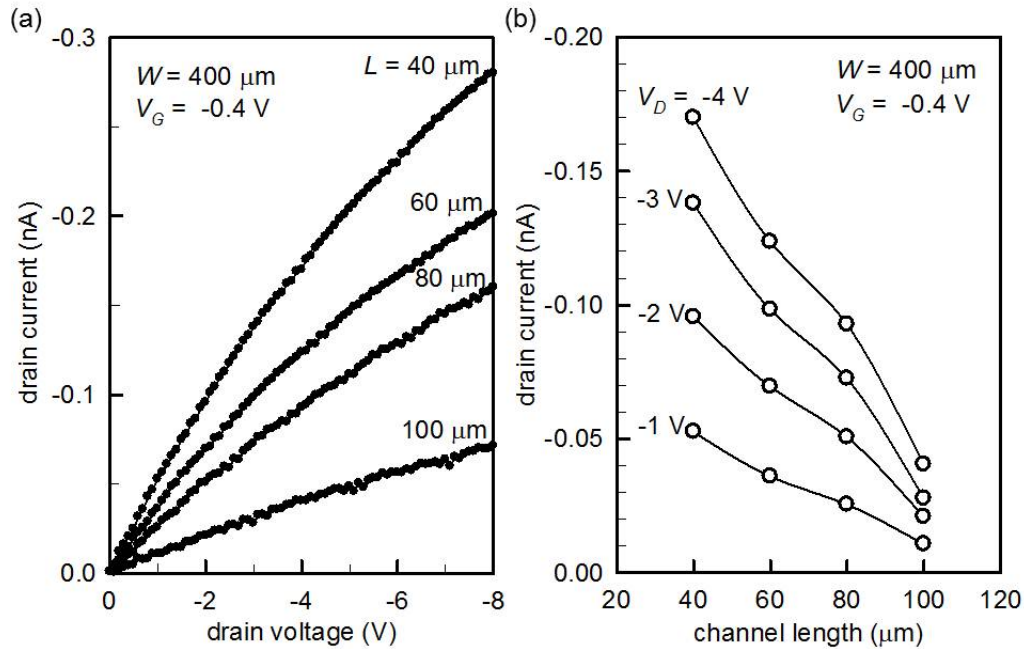 (a)
-0.3
-0.2
-0.1
0.0
drain current (nA)
W = 400 μm
V_G = -0.4 V
L = 40 μm
60 μm
80 μm
100 μm
0
-2
-4
-6
-8
drain voltage (V)
(b)
-0.20
-0.15
-0.10
-0.05
0.00
drain current (nA)
W = 400 μm
V_G = -0.4 V
V_D = -4 V
-3 V
-2 V
-1 V
20
40
60
80
100
120
channel length (μm)